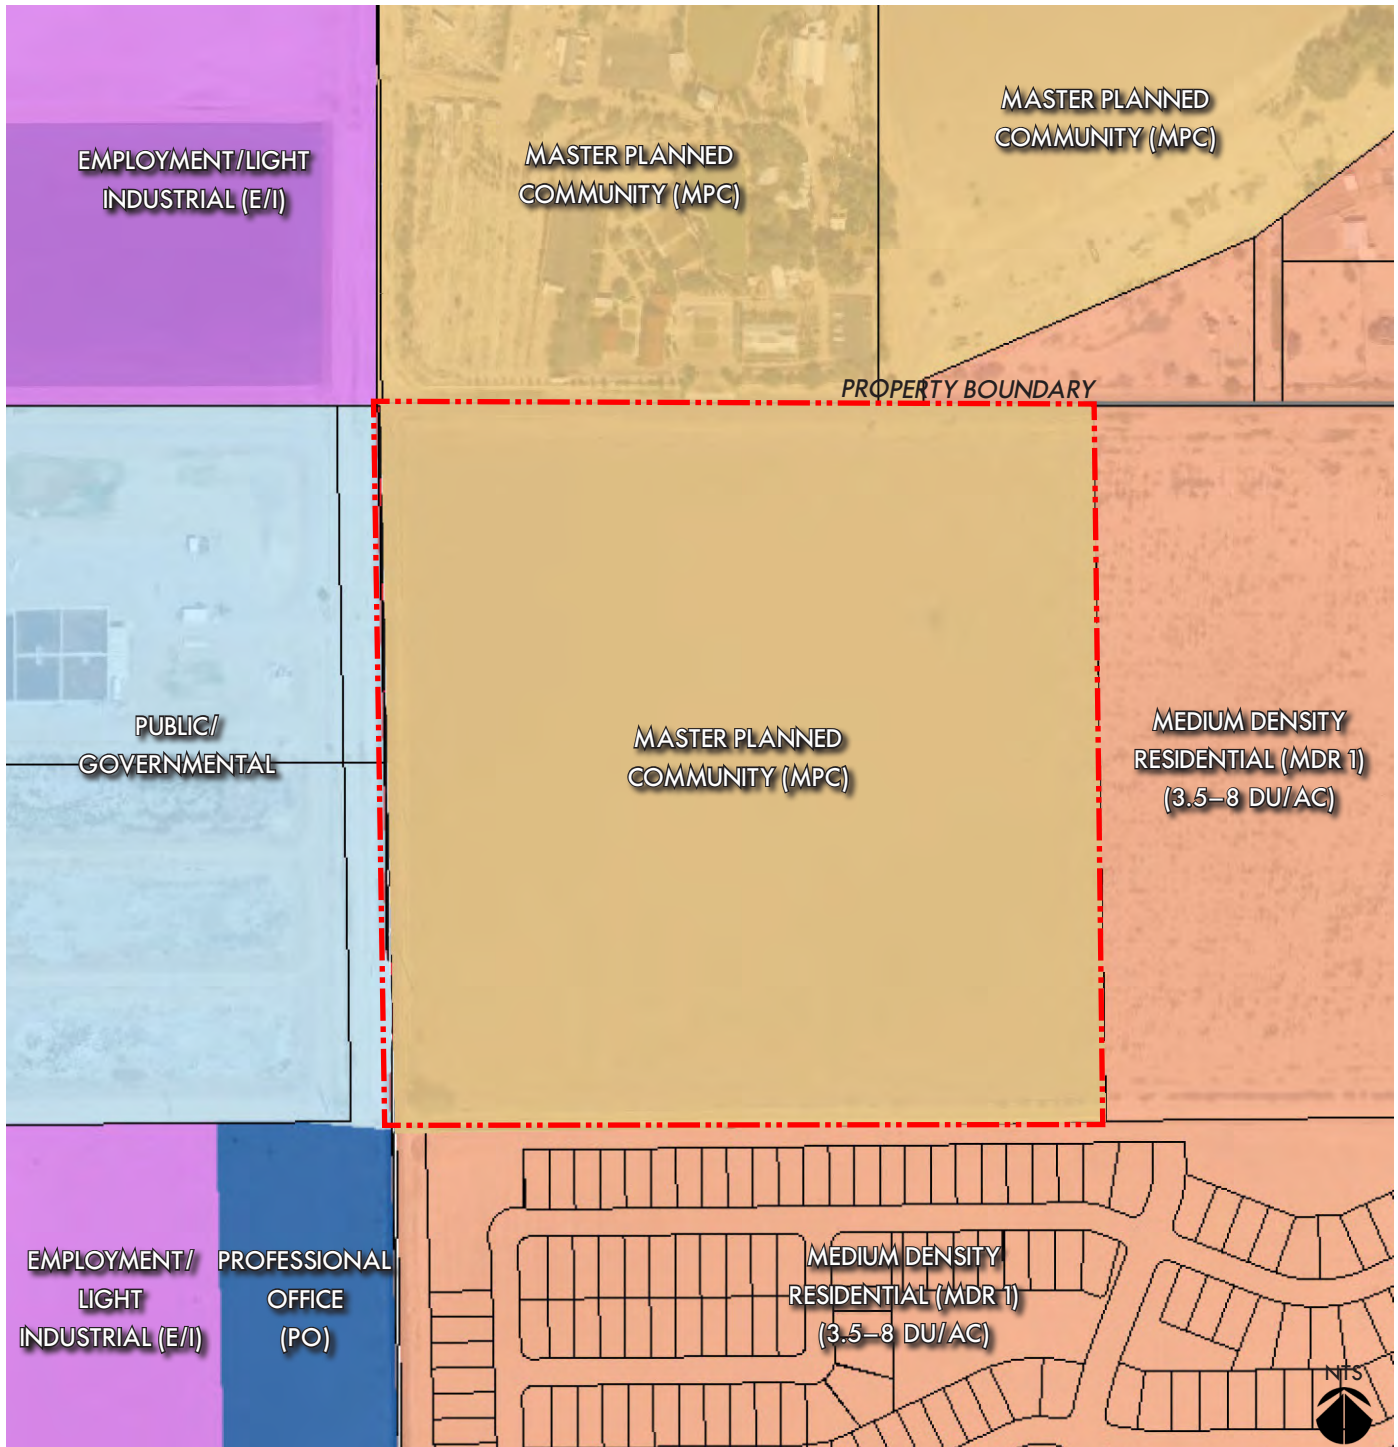 MASTER PLANNED
COMMUNITY (MPC)
EMPLOYMENT/LIGHT
INDUSTRIAL (E/I)
MASTER PLANNED
COMMUNITY (MPC)
PROPERTY BOUNDARY
PUBLIC/
GOVERNMENTAL
MASTER PLANNED
COMMUNITY (MPC)
MEDIUM DENSITY
RESIDENTIAL (MDR 1)
(3.5–8 DU/AC)
EMPLOYMENT/
LIGHT
INDUSTRIAL (E/I)
PROFESSIONAL
OFFICE
(PO)
MEDIUM DENSITY
RESIDENTIAL (MDR 1)
(3.5–8 DU/AC)
NTS